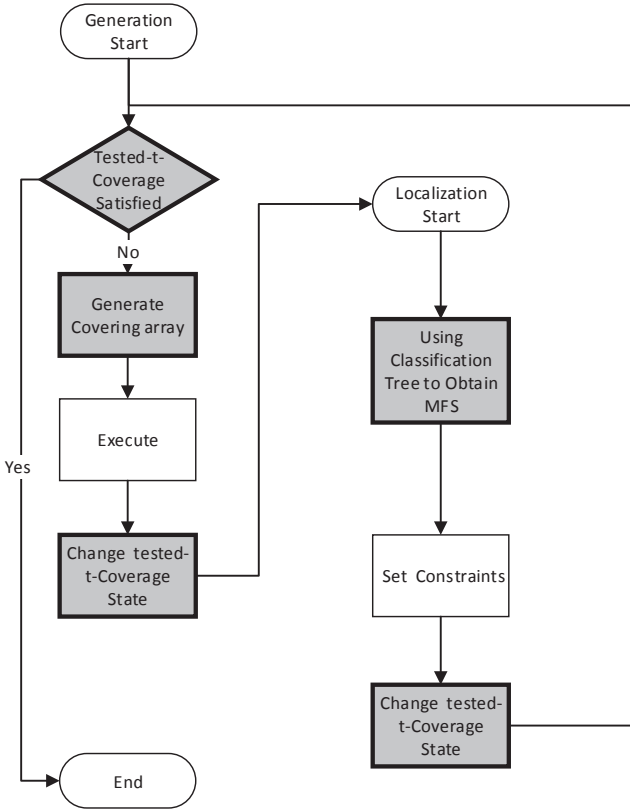 Generation
Start
Tested-t-
Coverage
Satisfied
No
Generate
Covering array
Execute
Yes
Change tested-
t-Coverage
State
End
Localization
Start
Using
Classification
Tree to Obtain
MFS
Set Constraints
Change tested-
t-Coverage
State